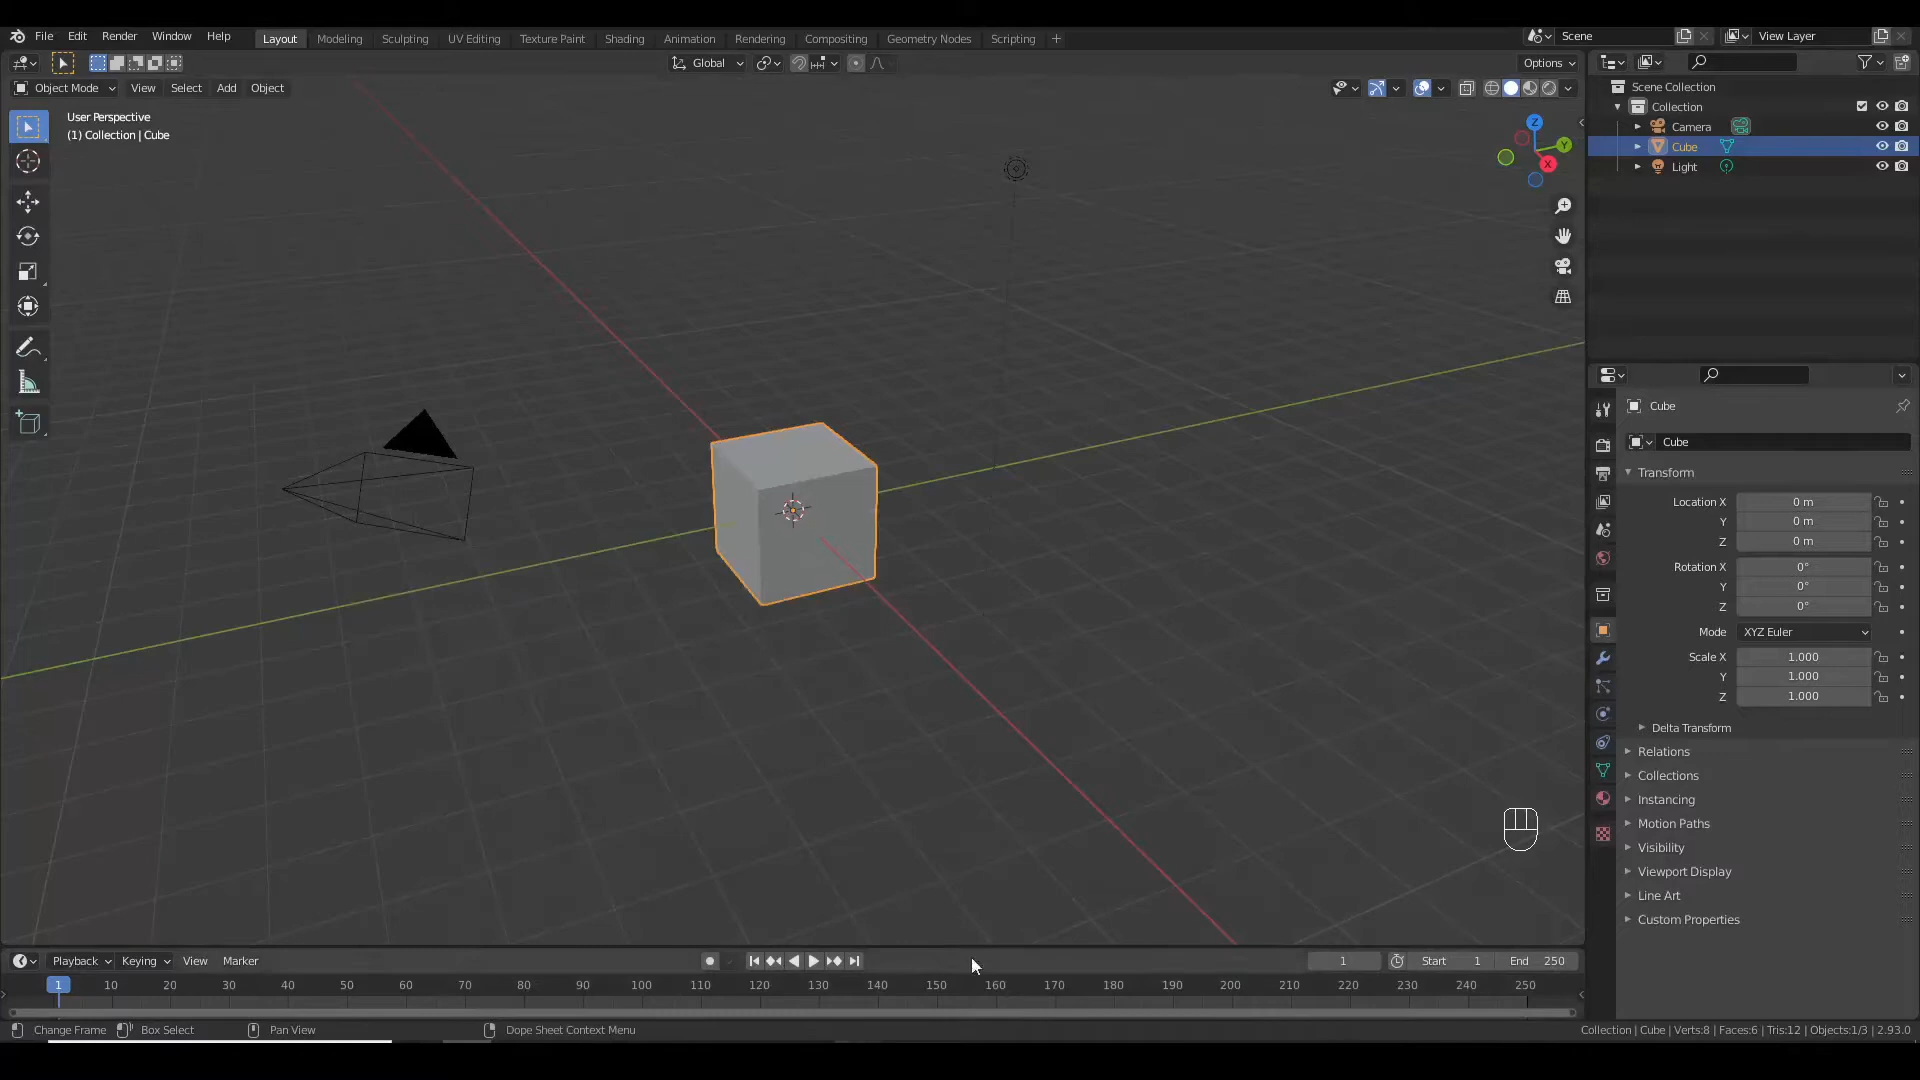 File Edit Render Window Help Layout Modeling Sculpting UV Editing Texture Paint Shading Animation Rendering Compositing Geometry Nodes Scripting + Scene View Layer
Global Options
Object Mode View Select Add Object
User Perspective
(1) Collection | Cube
Z
Y
X
Scene Collection
Collection
Camera
Cube
Light
Cube
Cube
Transform
Location X 0 m
Y 0 m
Z 0 m
Rotation X 0°
Y 0°
Z 0°
Mode XYZ Euler
Scale X 1.000
Y 1.000
Z 1.000
Delta Transform
Relations
Collections
Instancing
Motion Paths
Visibility
Viewport Display
Line Art
Custom Properties
Playback Keying View Marker 1 Start 1 End 250
1 10 20 30 40 50 60 70 80 90 100 110 120 130 140 150 160 170 180 190 200 210 220 230 240 250
Change Frame Box Select Pan View Dope Sheet Context Menu Collection | Cube | Verts:8 | Faces:6 | Tris:12 | Objects:1/3 | 2.93.0